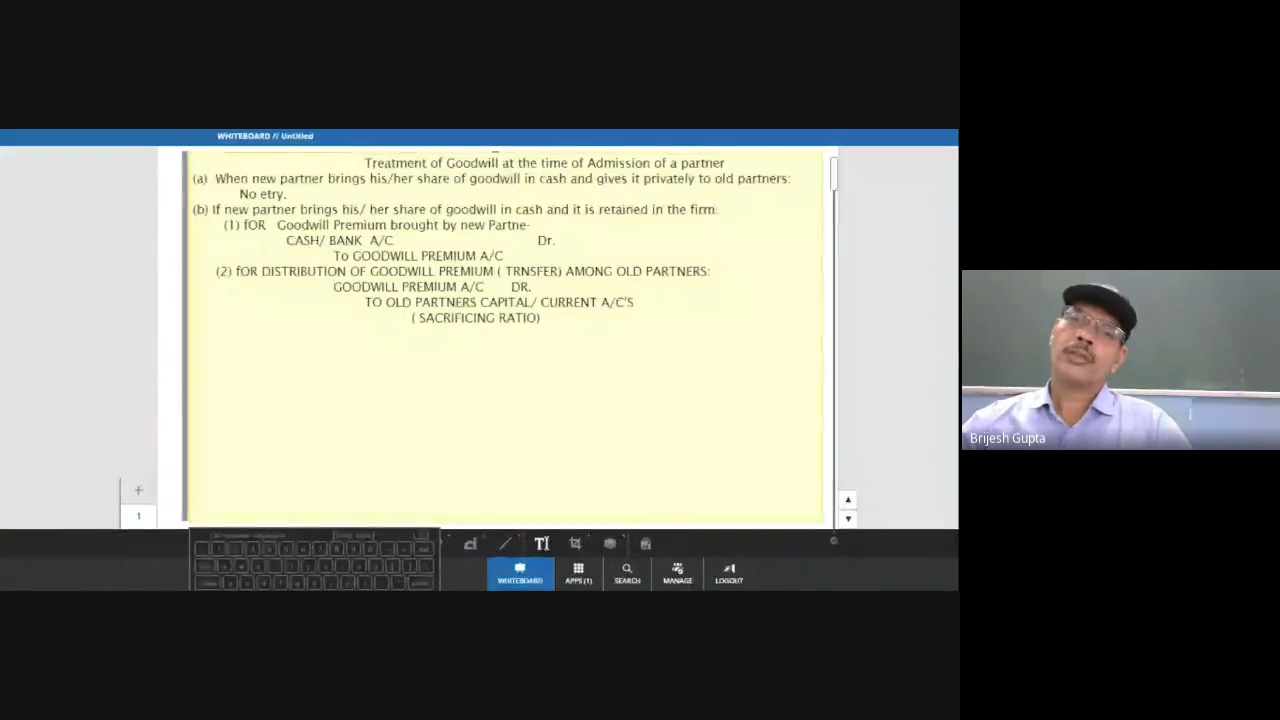 WHITEBOARD // Untitled
Treatment of Goodwill at the time of Admission of a partner
(a) When new partner brings his/her share of goodwill in cash and gives it privately to old partners:
No etry.
(b) If new partner brings his/ her share of goodwill in cash and it is retained in the firm.
(1) fOR Goodwill Premium brought by new Partne-
CASH/ BANK A/C Dr.
To GOODWILL PREMIUM A/C
(2) fOR DISTRIBUTION OF GOODWILL PREMIUM ( TRNSFER) AMONG OLD PARTNERS:
GOODWILL PREMIUM A/C DR.
TO OLD PARTNERS CAPITAL/ CURRENT A/C'S
( SACRIFICING RATIO)
Brijesh Gupta
1
WHITEBOARD APPS (1) SEARCH MANAGE LOGOUT